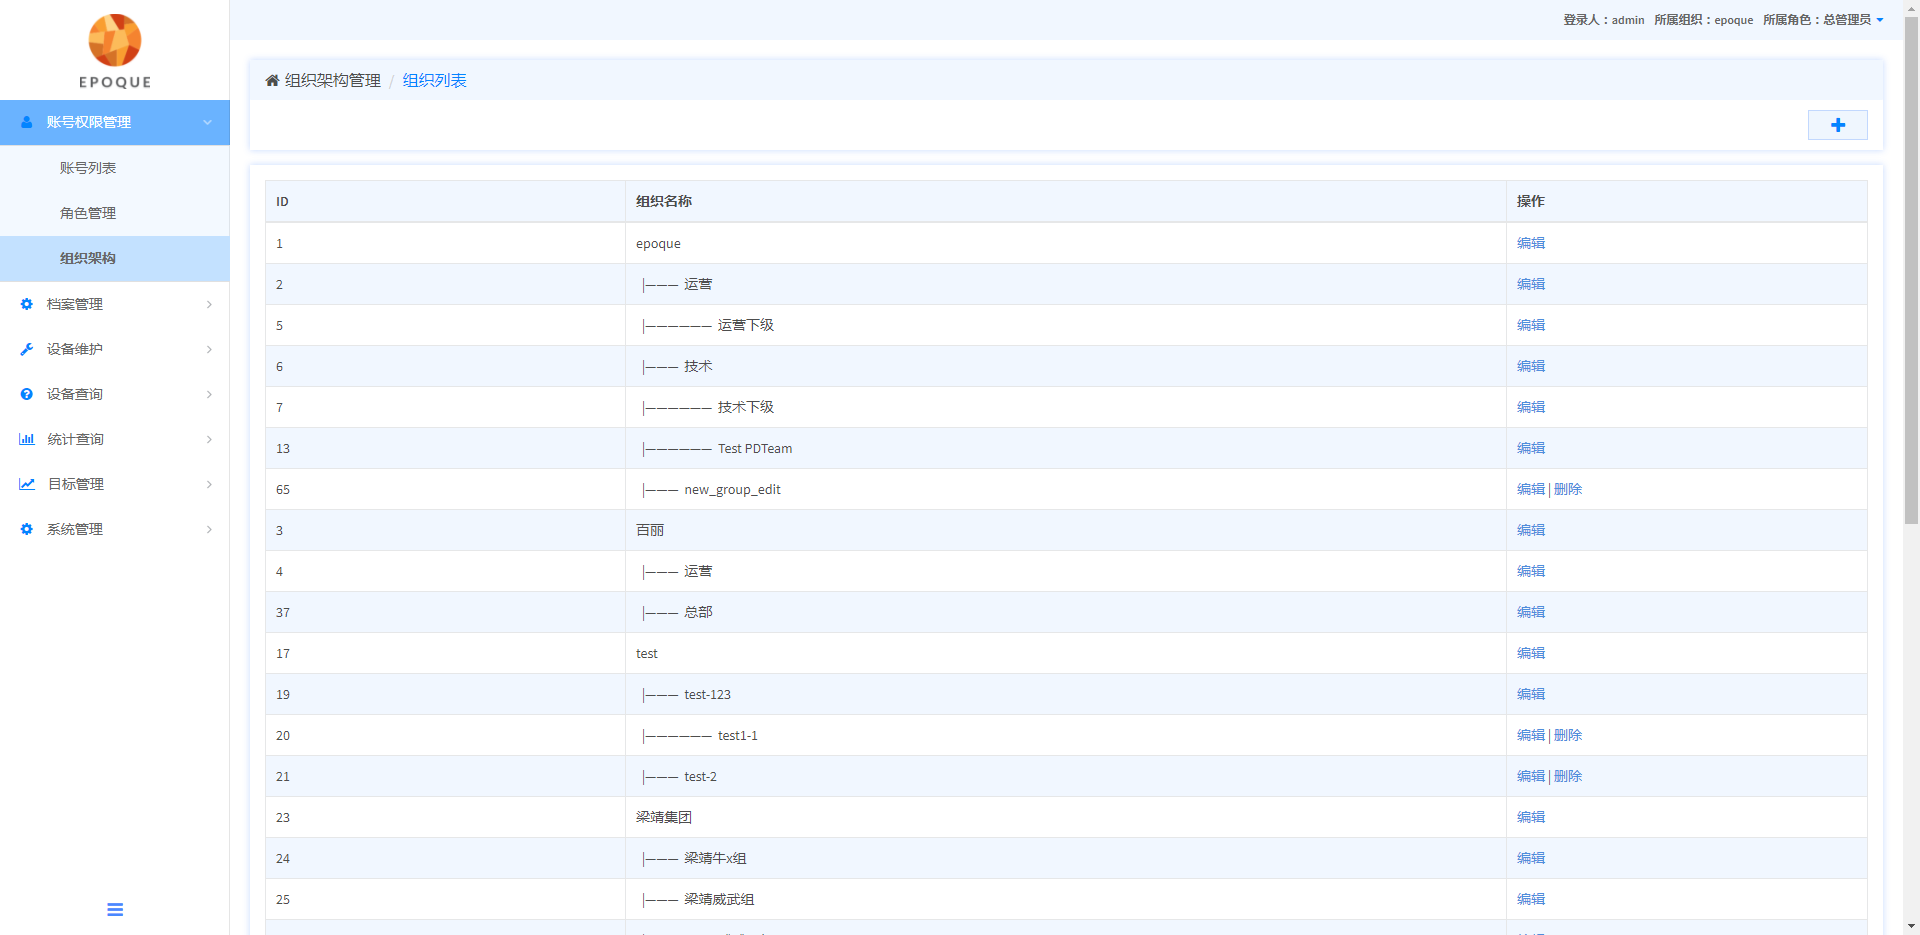 登录人：admin 所属组织：epoque 所属角色：总管理员
EPOQUE
账号权限管理
账号列表
角色管理
组织架构
档案管理
设备维护
设备查询
统计查询
目标管理
系统管理
组织架构管理 / 组织列表
ID 组织名称 操作
1 epoque 编辑
2 |——— 运营 编辑
5 |—————— 运营下级 编辑
6 |——— 技术 编辑
7 |—————— 技术下级 编辑
13 |—————— Test PDTeam 编辑
65 |——— new_group_edit 编辑|删除
3 百丽 编辑
4 |——— 运营 编辑
37 |——— 总部 编辑
17 test 编辑
19 |——— test-123 编辑
20 |—————— test1-1 编辑|删除
21 |——— test-2 编辑|删除
23 梁靖集团 编辑
24 |——— 梁靖牛x组 编辑
25 |——— 梁靖威武组 编辑